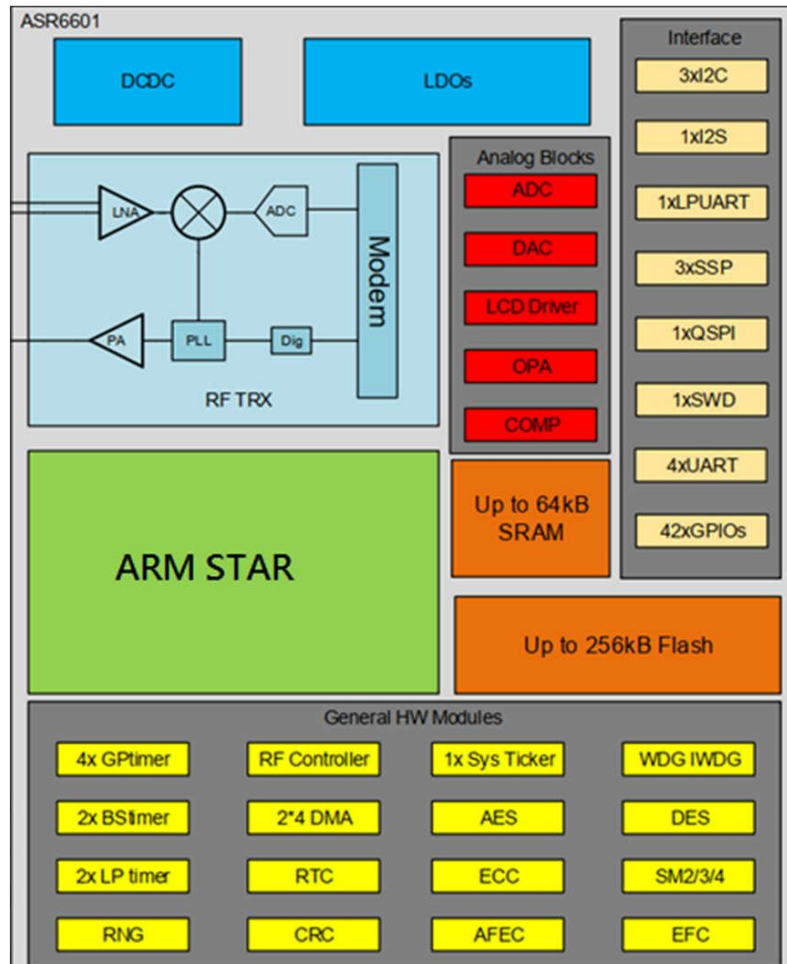 ASR6601
DCDC
LDOs
Interface
3xI2C
1xI2S
1xLPUART
3xSSP
1xQSPI
1xSWD
4xUART
42xGPIOs
LNA
ADC
Modem
PA
PLL
Dig
RF TRX
Analog Blocks
ADC
DAC
LCD Driver
OPA
COMP
ARM STAR
Up to 64kB
SRAM
Up to 256kB Flash
General HW Modules
4x GPtimer
RF Controller
1x Sys Ticker
WDG IWDG
2x BStimer
2*4 DMA
AES
DES
2x LP timer
RTC
ECC
SM2/3/4
RNG
CRC
AFEC
EFC